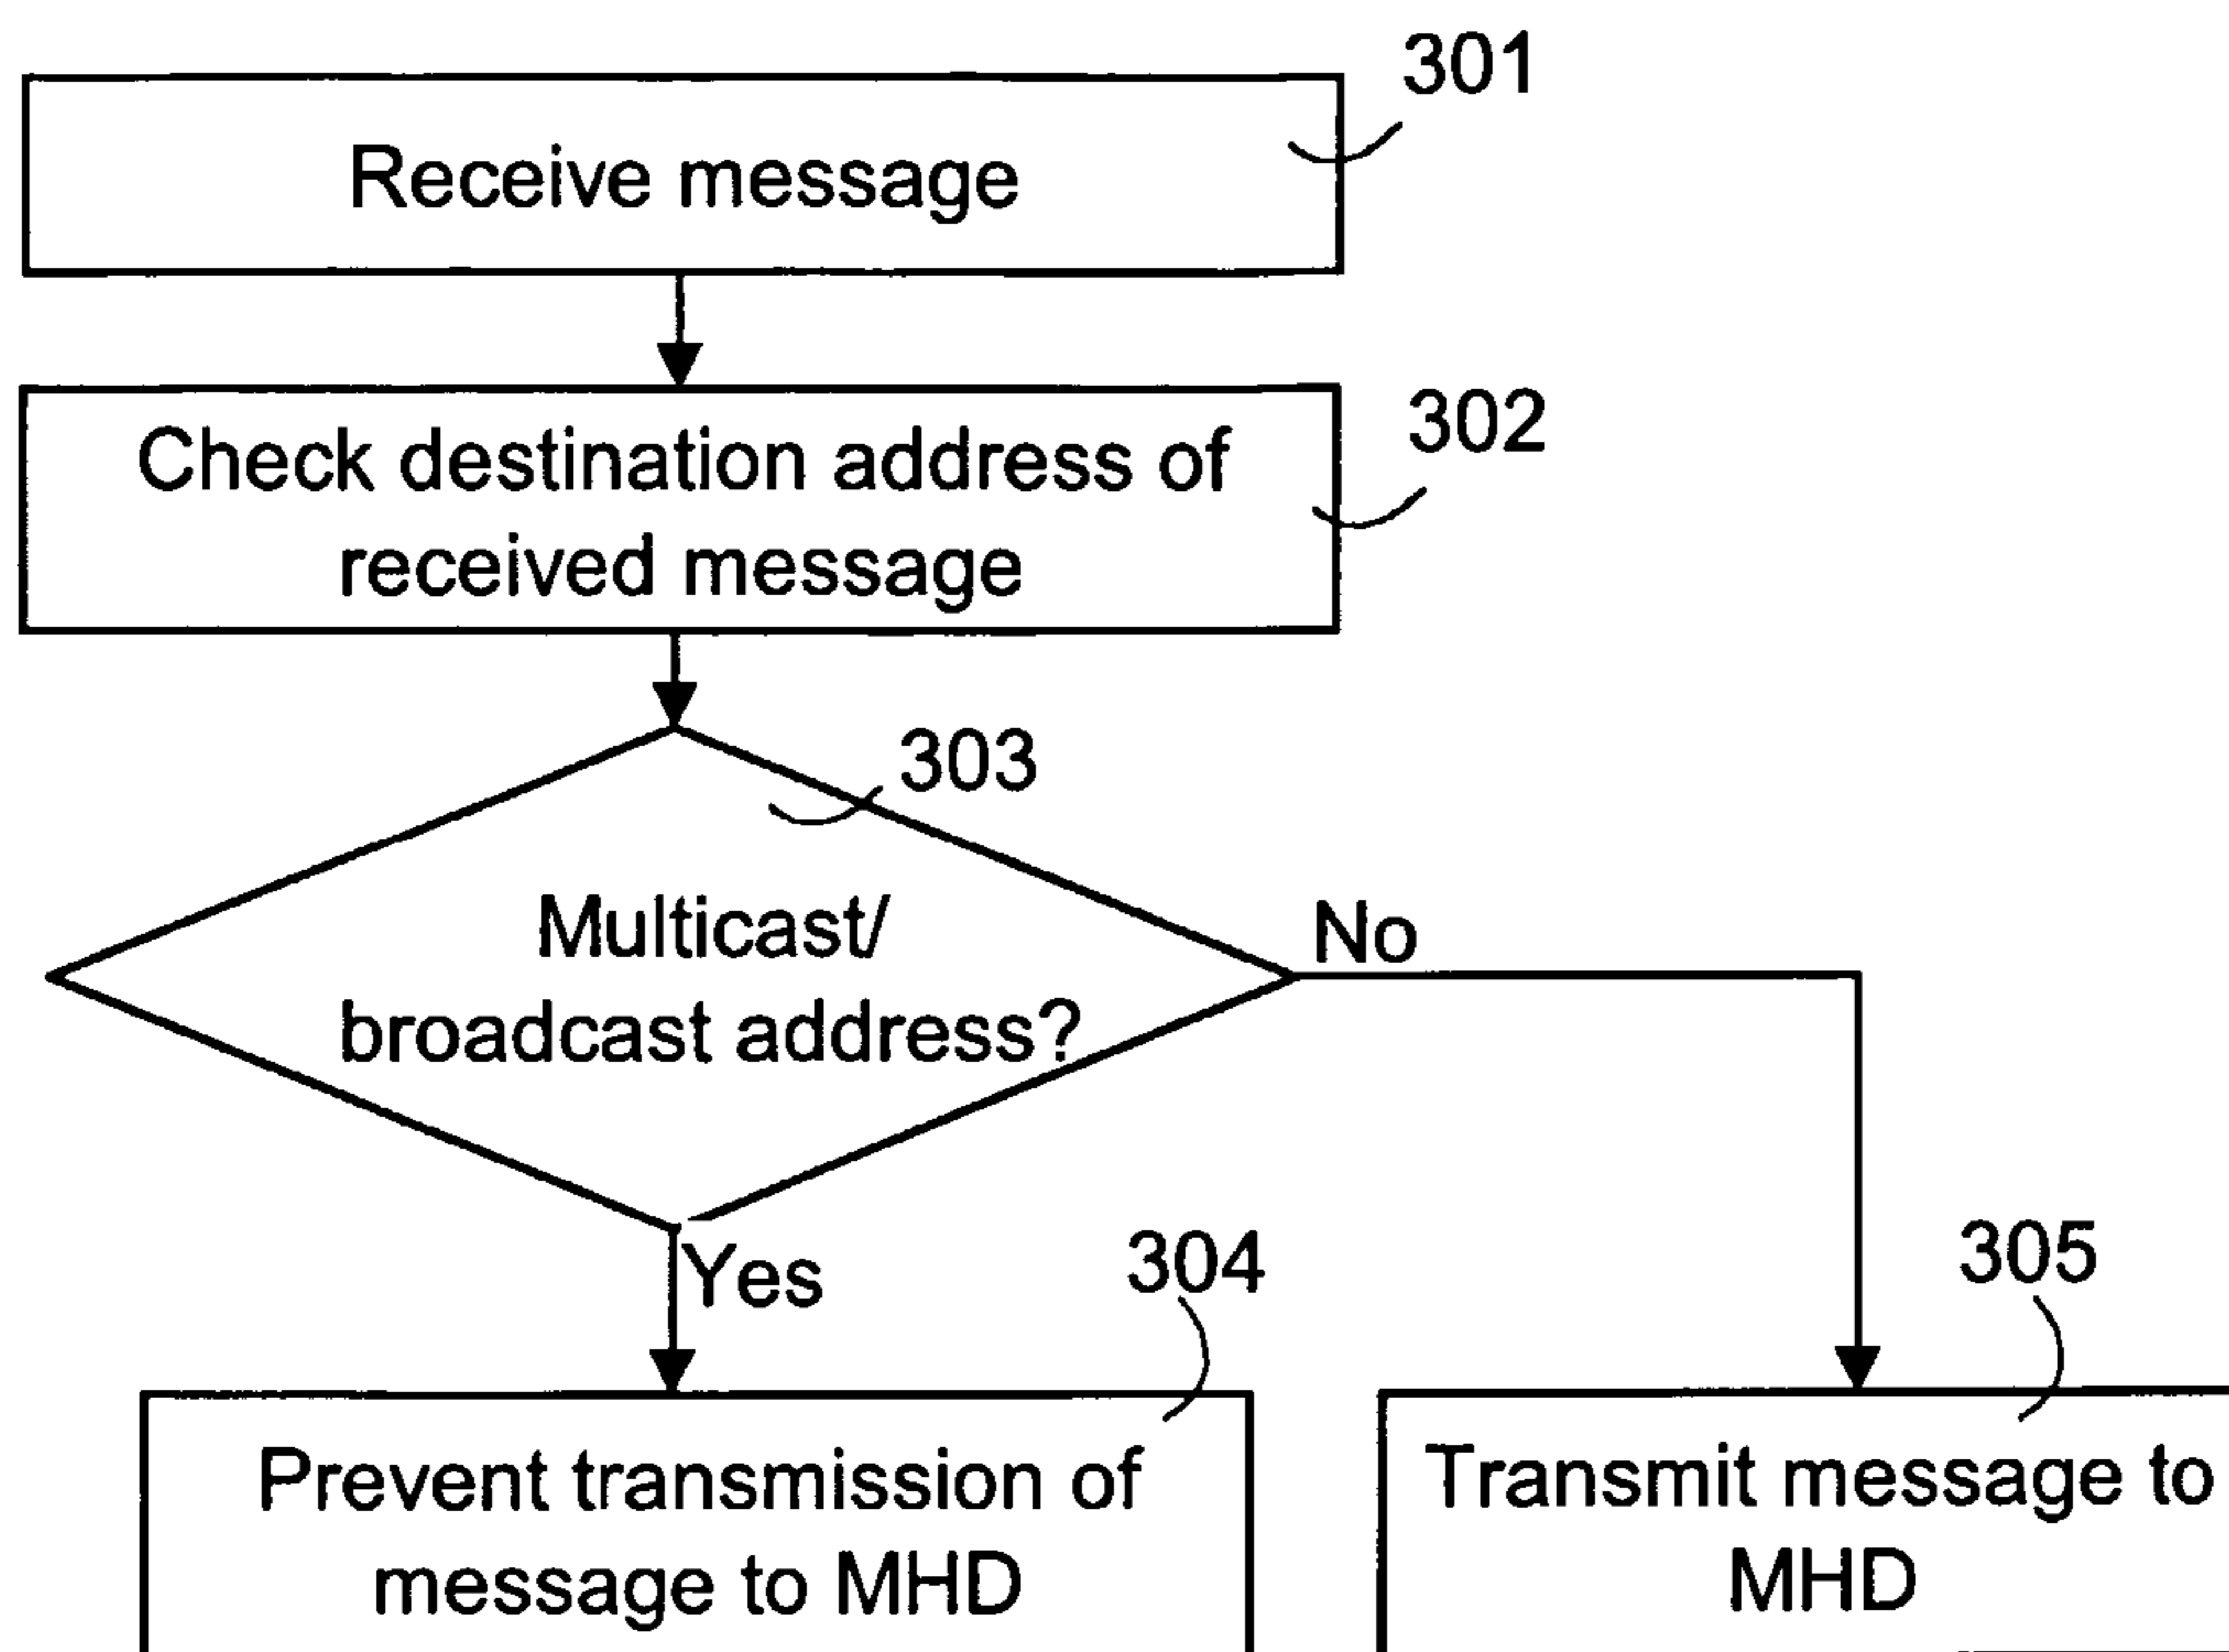 301
Receive message
302
Check destination address of
received message
303
Multicast/
broadcast address?
No
Yes
304
305
Prevent transmission of
message to MHD
Transmit message to
MHD